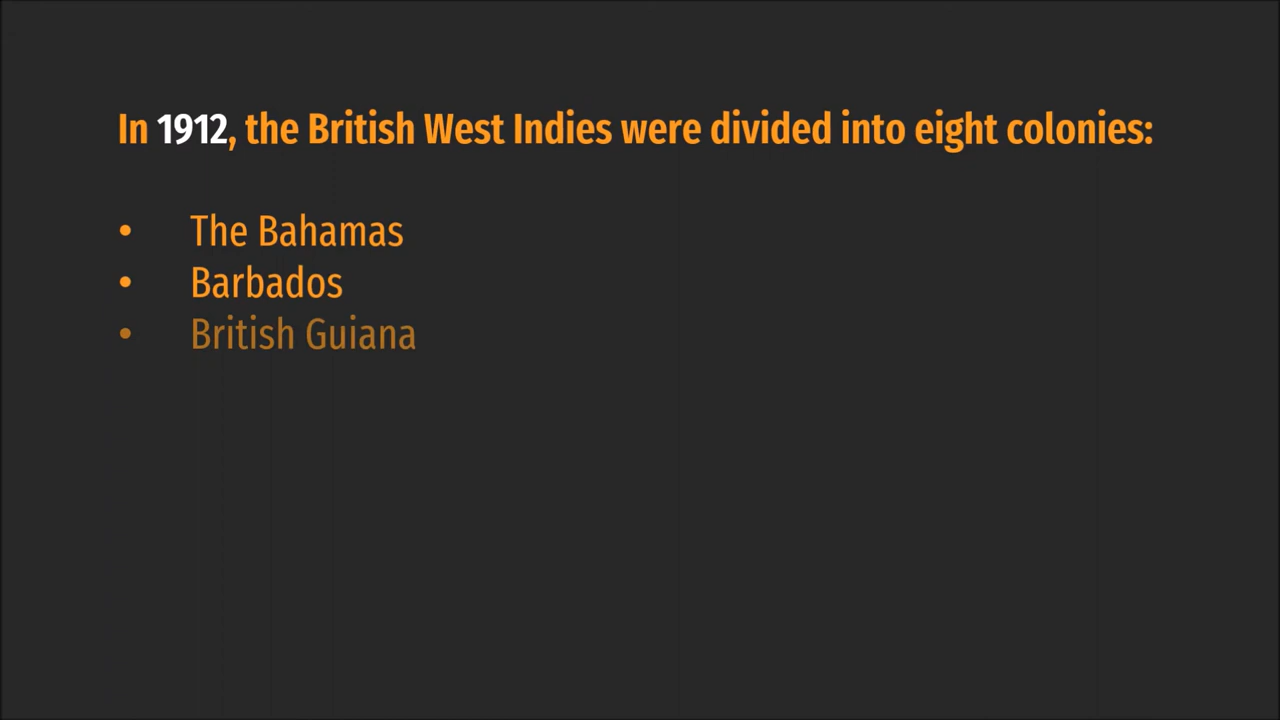 In 1912, the British West Indies were divided into eight colonies:
• The Bahamas
• Barbados
• British Guiana